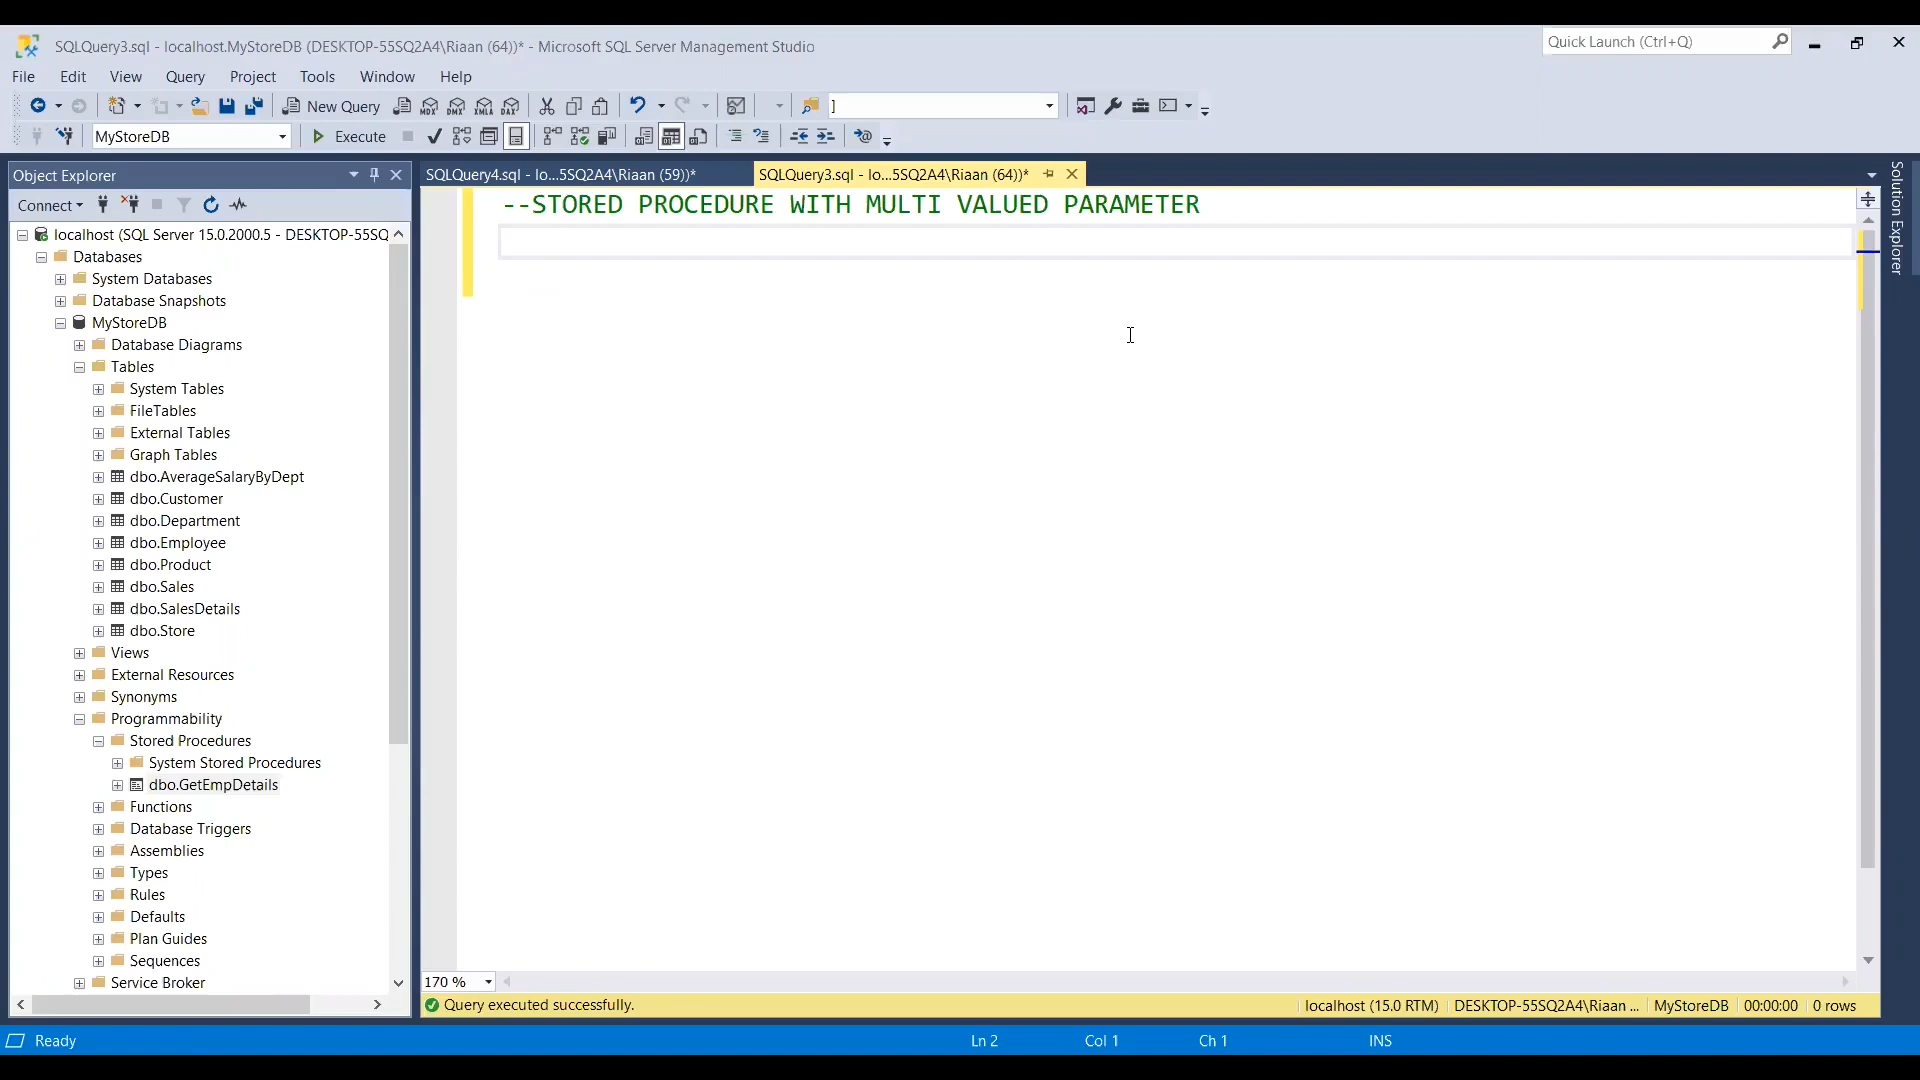 SQLQuery3.sql - localhost.MyStoreDB (DESKTOP-55SQ2A4\Riaan (64))* - Microsoft SQL Server Management Studio
Quick Launch (Ctrl+Q)
File Edit View Query Project Tools Window Help
New Query MDX DMX XMLA DAX ]
MyStoreDB Execute
Object Explorer
SQLQuery4.sql - lo...5SQ2A4\Riaan (59))*
SQLQuery3.sql - lo...5SQ2A4\Riaan (64))*
Solution Explorer
Connect
--STORED PROCEDURE WITH MULTI VALUED PARAMETER
localhost (SQL Server 15.0.2000.5 - DESKTOP-55SQ
Databases
System Databases
Database Snapshots
MyStoreDB
Database Diagrams
Tables
System Tables
FileTables
External Tables
Graph Tables
dbo.AverageSalaryByDept
dbo.Customer
dbo.Department
dbo.Employee
dbo.Product
dbo.Sales
dbo.SalesDetails
dbo.Store
Views
External Resources
Synonyms
Programmability
Stored Procedures
System Stored Procedures
dbo.GetEmpDetails
Functions
Database Triggers
Assemblies
Types
Rules
Defaults
Plan Guides
Sequences
Service Broker
170 %
Query executed successfully.
localhost (15.0 RTM) DESKTOP-55SQ2A4\Riaan ... MyStoreDB 00:00:00 0 rows
Ready Ln 2 Col 1 Ch 1 INS